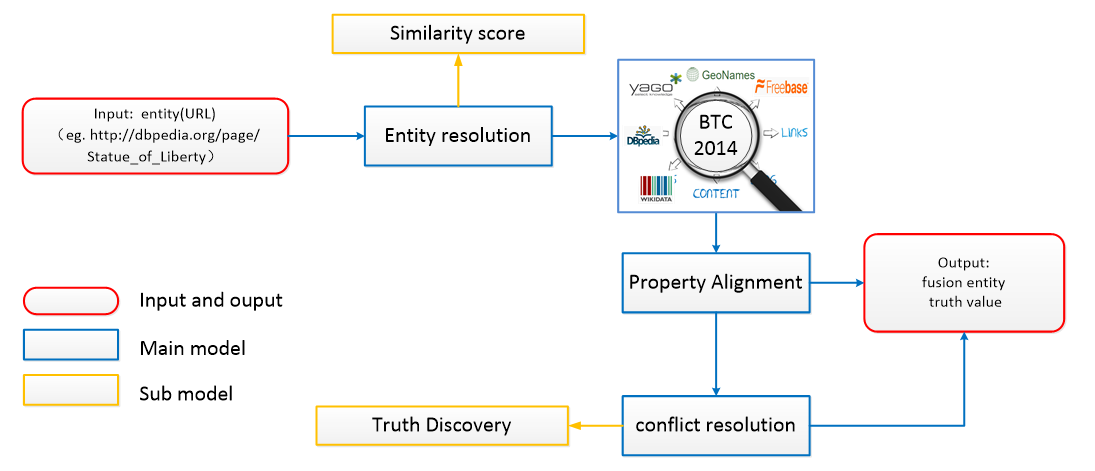 Similarity score
Input: entity(URL)
（eg. http://dbpedia.org/page/
Statue_of_Liberty）
Entity resolution
yago
select knowledge
GeoNames
Freebase
DBpedia
BTC
2014
LINKS
WIKIDATA
CONTENT
Property Alignment
Output:
fusion entity
truth value
Input and ouput
Main model
Sub model
Truth Discovery
conflict resolution